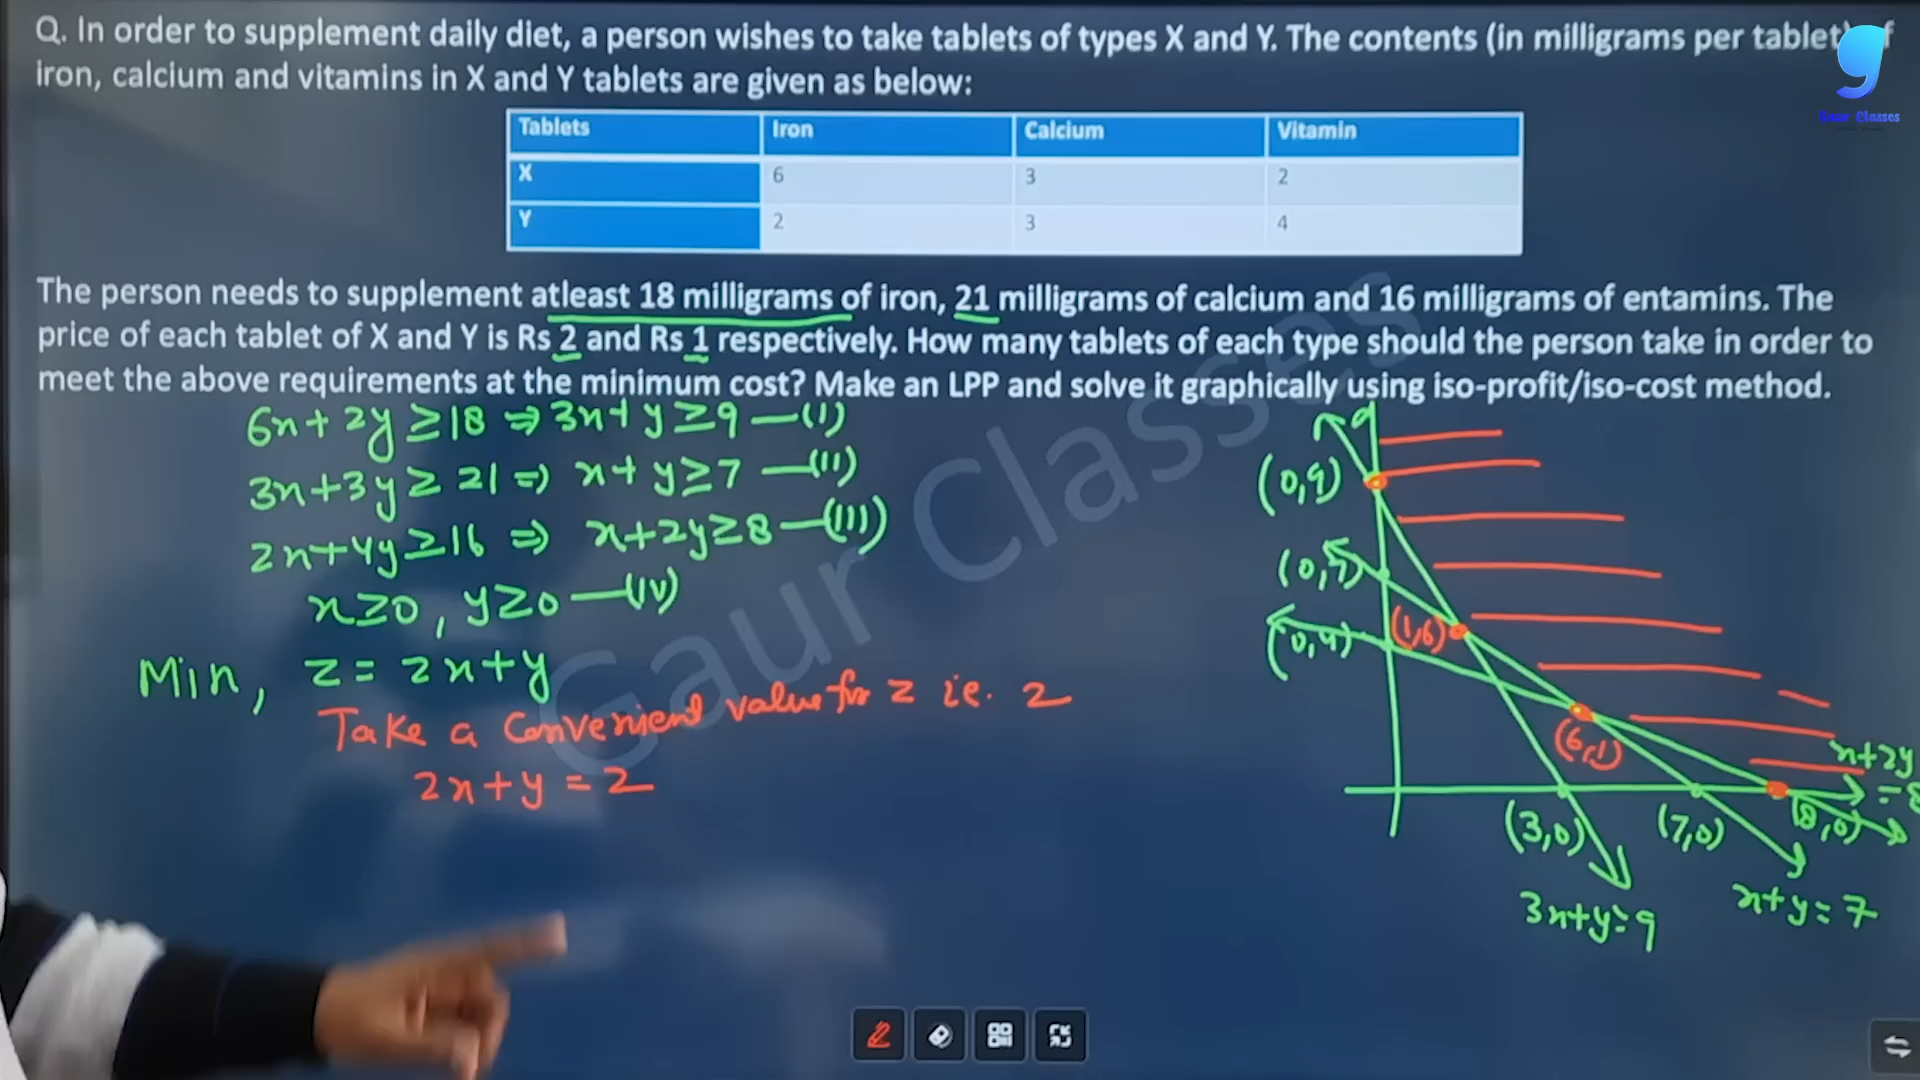 Q. In order to supplement daily diet, a person wishes to take tablets of types X and Y. The contents (in milligrams per tablet) of
iron, calcium and vitamins in X and Y tablets are given as below:
Tablets Iron Calcium Vitamin
X 6 3 2
Y 2 3 4
The person needs to supplement atleast 18 milligrams of iron, 21 milligrams of calcium and 16 milligrams of entamins. The
price of each tablet of X and Y is Rs 2 and Rs 1 respectively. How many tablets of each type should the person take in order to
meet the above requirements at the minimum cost? Make an LPP and solve it graphically using iso-profit/iso-cost method.
6x + 2y ≥ 18 ⇒ 3x + y ≥ 9 —(I)
3x + 3y ≥ 21 ⇒ x + y ≥ 7 —(II)
2x + 4y ≥ 16 ⇒ x + 2y ≥ 8 —(III)
x ≥ 0, y ≥ 0 —(IV)
Min, z = 2x + y
Take a convenient value for z i.e. 2
2x + y = 2
(0,9)
(0,7)
(0,4)
(1,6)
(6,1)
(3,0)
(7,0)
(8,0)
x+2y
= 8
3x+y=9
x+y=7
Gaur Classes
Gaur Classes